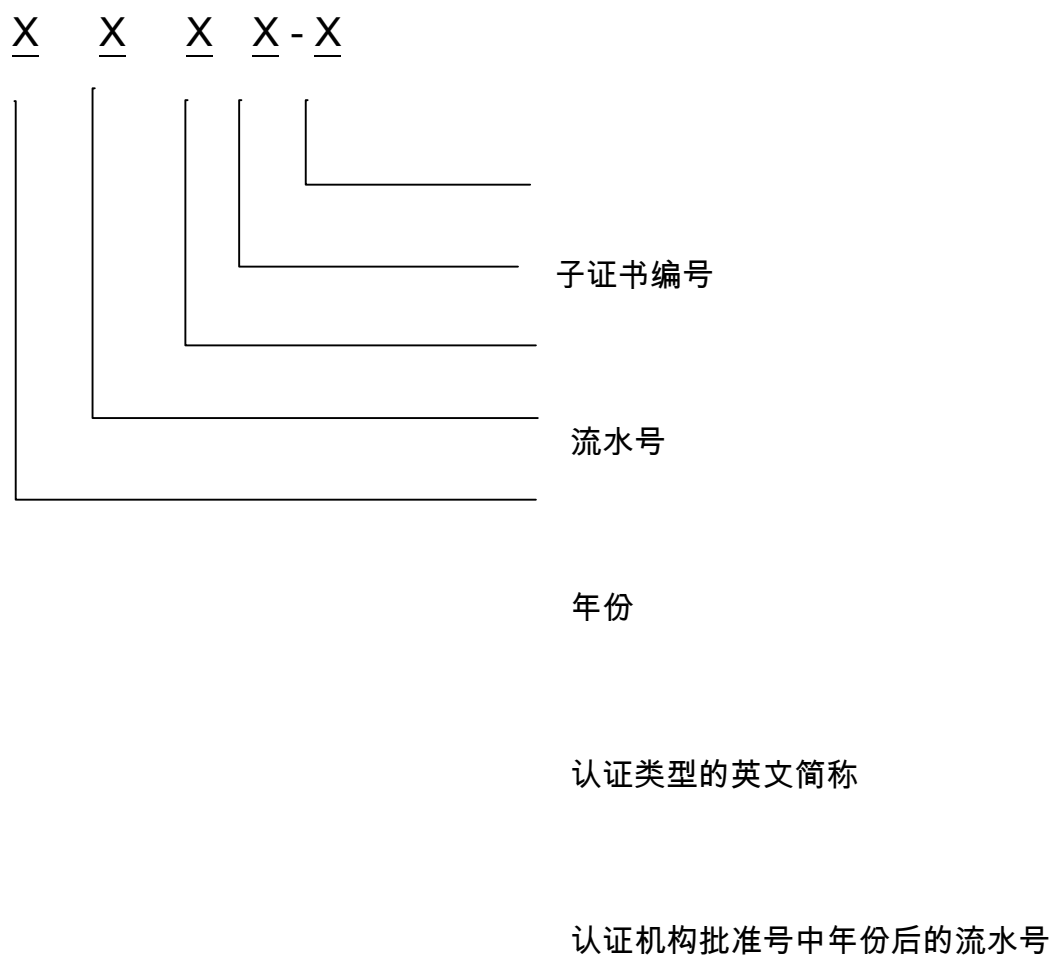 X X X X - X
子证书编号
流水号
年份
认证类型的英文简称
认证机构批准号中年份后的流水号